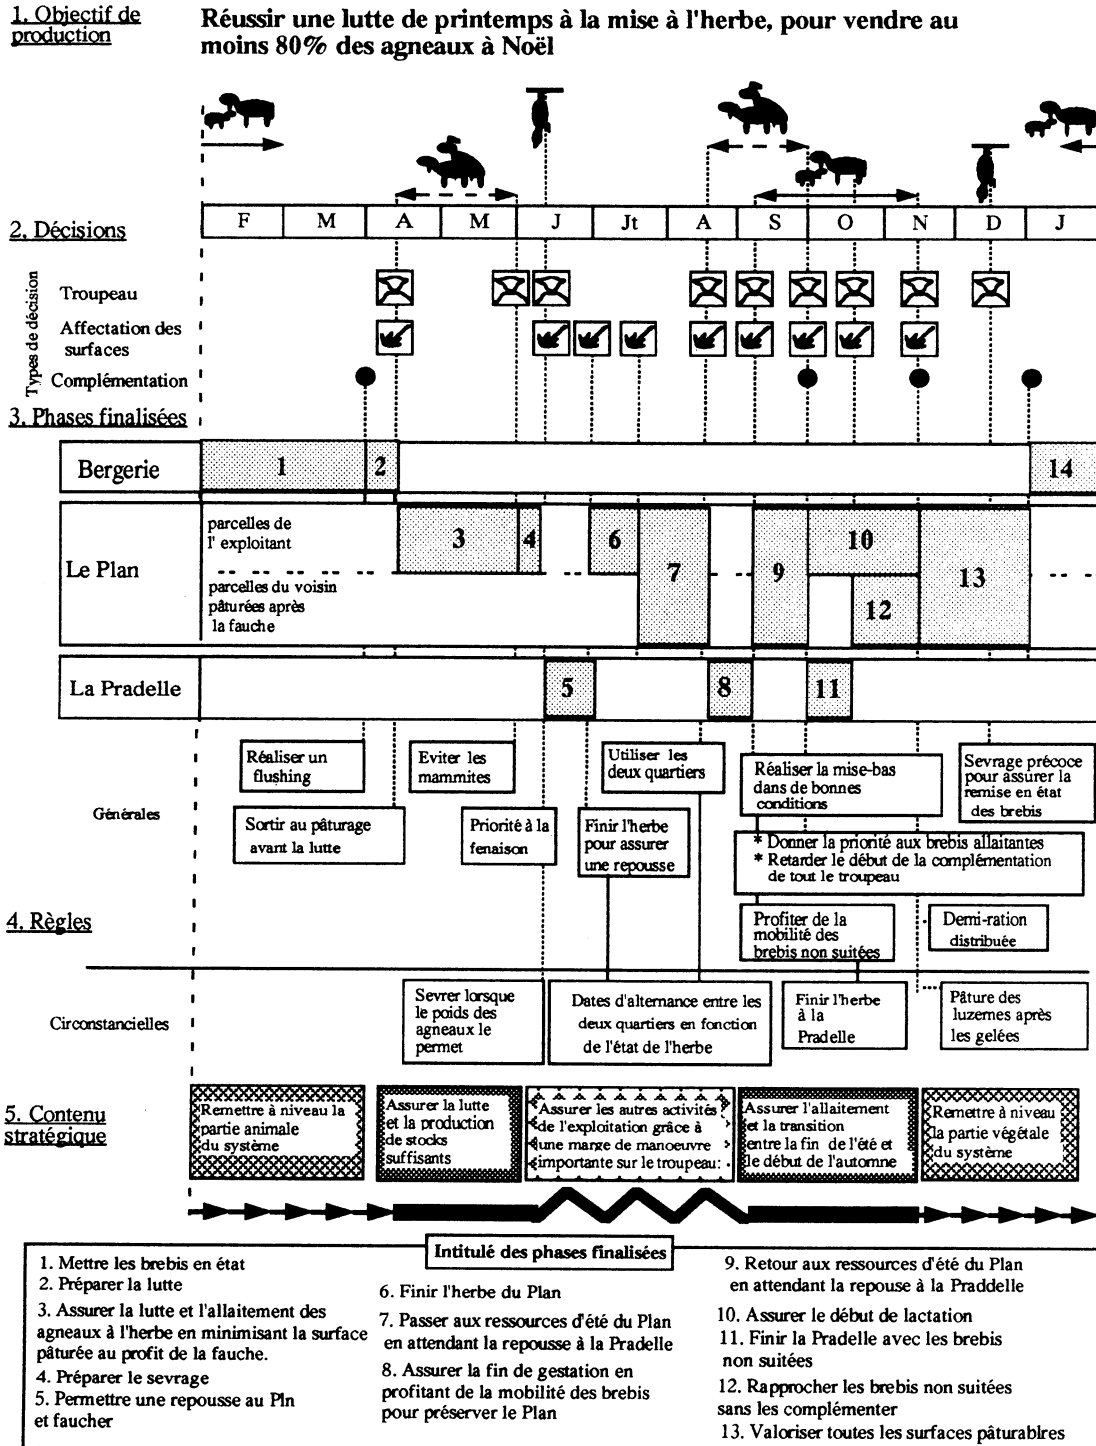 1. Objectif de
production
Réussir une lutte de printemps à la mise à l'herbe, pour vendre au
moins 80% des agneaux à Noël
F M A M J Jt A S O N D J
2. Décisions
Types de décision
Troupeau
Affectation des
surfaces
Complémentation
3. Phases finalisées
Bergerie
1 2 14
Le Plan
parcelles de
l' exploitant
3 4 6 7 9 10 13
parcelles du voisin
pâturées après
la fauche
12
La Pradelle
5 8 11
Réaliser un
flushing
Eviter les
mammites
Utiliser les
deux quartiers
Réaliser la mise-bas
dans de bonnes
conditions
Sevrage précoce
pour assurer la
remise en état
des brebis
Générales
Sortir au pâturage
avant la lutte
Priorité à la
fenaison
Finir l'herbe
pour assurer
une repousse
* Donner la priorité aux brebis allaitantes
* Retarder le début de la complémentation
de tout le troupeau
4. Règles
Profiter de la
mobilité des
brebis non suitées
Demi-ration
distribuée
Circonstancielles
Sevrer lorsque
le poids des
agneaux le
permet
Dates d'alternance entre les
deux quartiers en fonction
de l'état de l'herbe
Finir l'herbe
à la
Pradelle
Pâture des
luzernes après
les gelées
5. Contenu
stratégique
Remettre à niveau la
partie animale
du système
Assurer la lutte
et la production
de stocks
suffisants
Assurer les autres activités
de l'exploitation grâce à
une marge de manoeuvre
importante sur le troupeau:
Assurer l'allaitement
et la transition
entre la fin de l'été et
le début de l'automne
Remettre à niveau
la partie végétale
du système
Intitulé des phases finalisées
1. Mettre les brebis en état
2. Préparer la lutte
3. Assurer la lutte et l'allaitement des
agneaux à l'herbe en minimisant la surface
pâturée au profit de la fauche.
4. Préparer le sevrage
5. Permettre une repousse au Pln
et faucher
6. Finir l'herbe du Plan
7. Passer aux ressources d'été du Plan
en attendant la repousse à la Pradelle
8. Assurer la fin de gestation en
profitant de la mobilité des brebis
pour préserver le Plan
9. Retour aux ressources d'été du Plan
en attendant la repouse à la Praddelle
10. Assurer le début de lactation
11. Finir la Pradelle avec les brebis
non suitées
12. Rapprocher les brebis non suitées
sans les complémenter
13. Valoriser toutes les surfaces pâturablres